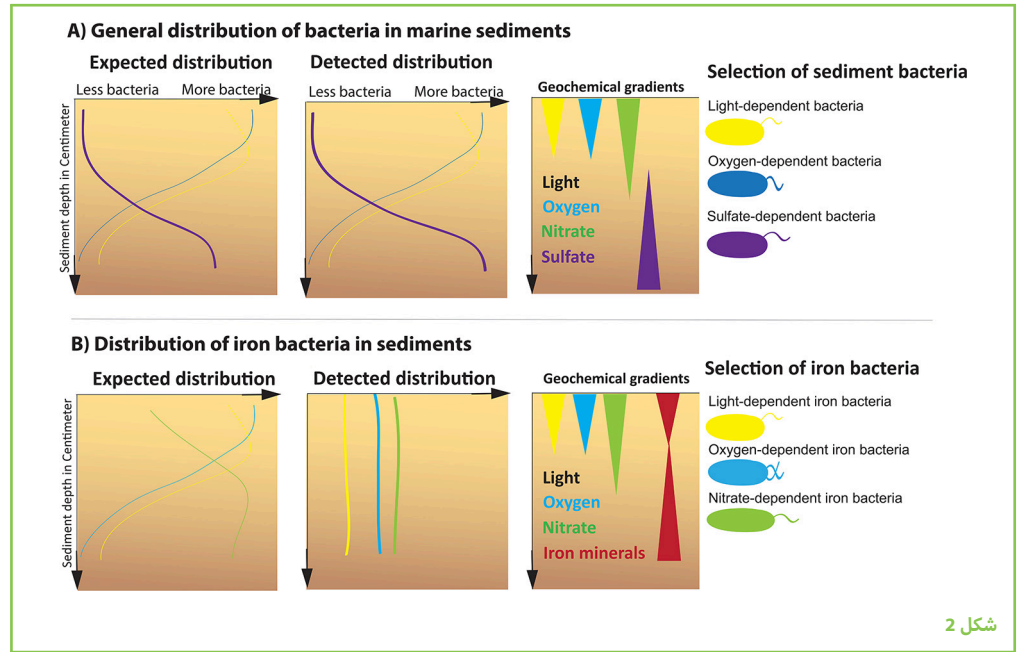 A) General distribution of bacteria in marine sediments
Expected distribution
Less bacteria More bacteria
Sediment depth in Centimeter
Detected distribution
Less bacteria More bacteria
Geochemical gradients
Light
Oxygen
Nitrate
Sulfate
Selection of sediment bacteria
Light-dependent bacteria
Oxygen-dependent bacteria
Sulfate-dependent bacteria
B) Distribution of iron bacteria in sediments
Expected distribution
Sediment depth in Centimeter
Detected distribution
Geochemical gradients
Light
Oxygen
Nitrate
Iron minerals
Selection of iron bacteria
Light-dependent iron bacteria
Oxygen-dependent iron bacteria
Nitrate-dependent iron bacteria
شكل 2